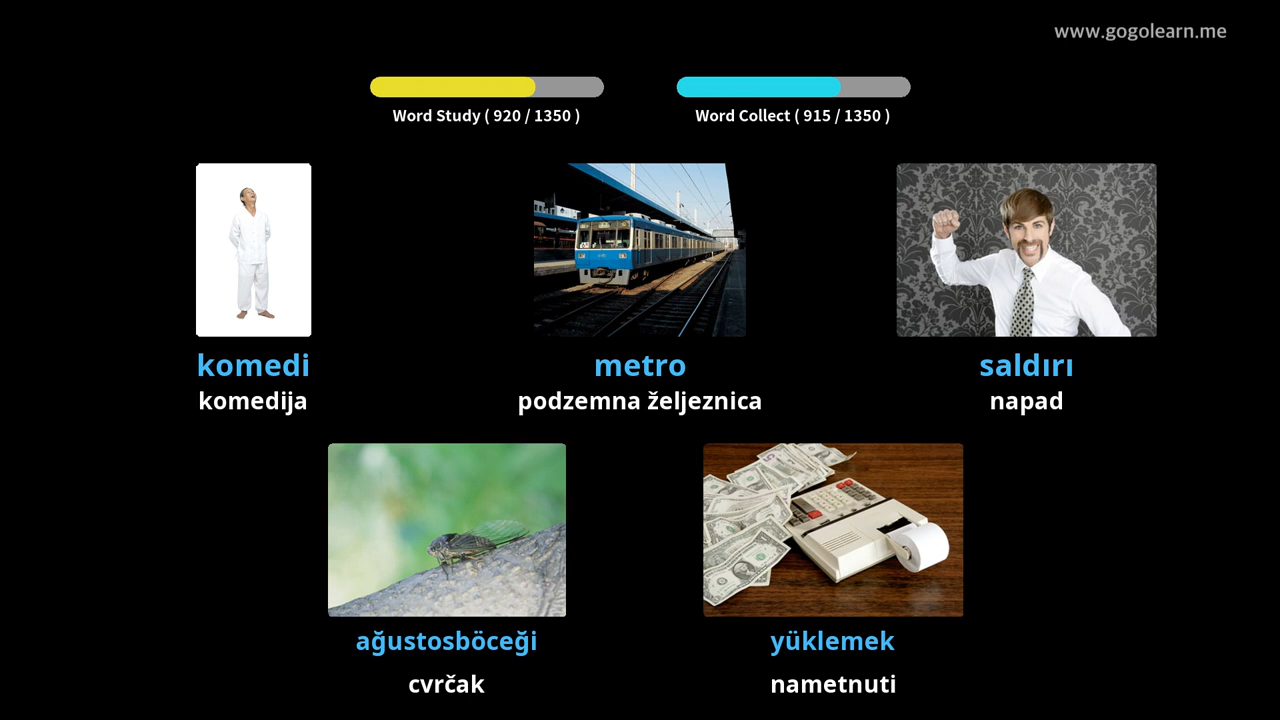 www.gogolearn.me
Word Study ( 920 / 1350 )
Word Collect ( 915 / 1350 )
komedi
komedija
metro
podzemna željeznica
saldırı
napad
ağustosböceği
cvrčak
yüklemek
nametnuti